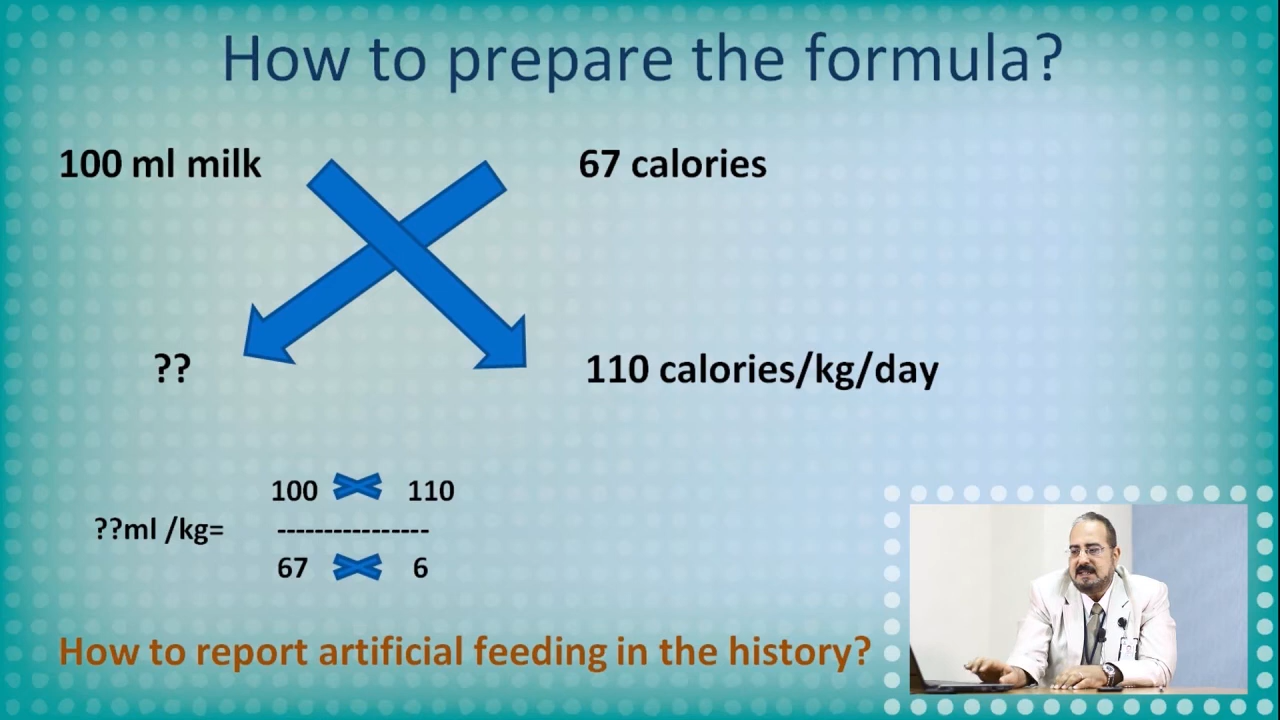 How to prepare the formula?
100 ml milk 67 calories
?? 110 calories/kg/day
100 110
??ml /kg= ----------------
67 6
How to report artificial feeding in the history?